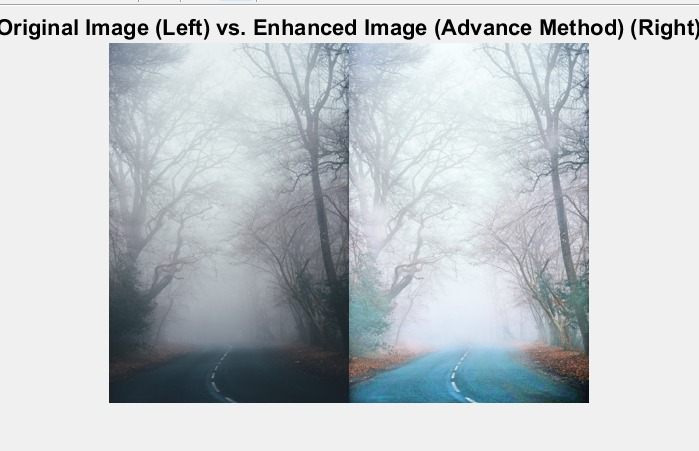 Original Image (Left) vs. Enhanced Image (Advance Method) (Right)